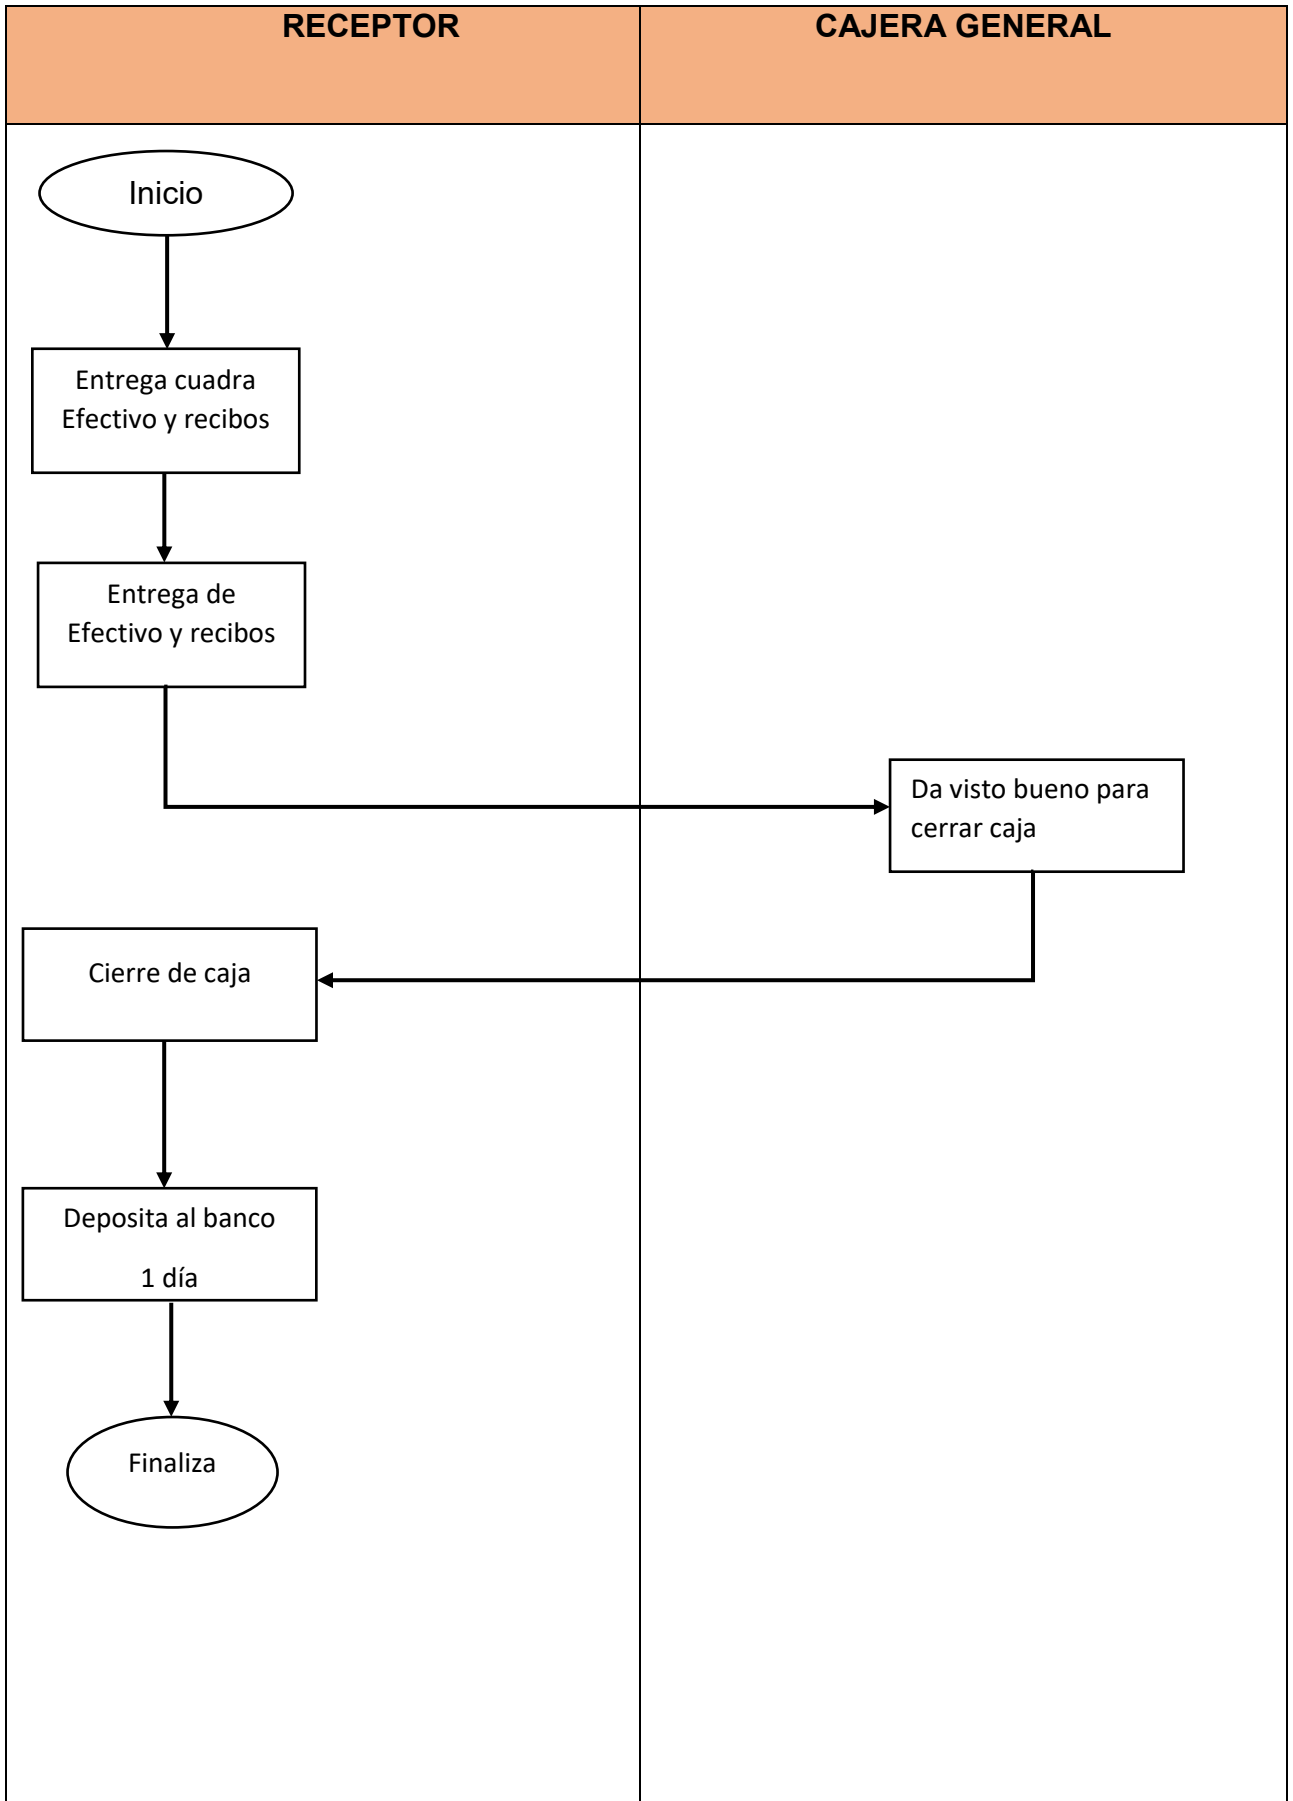 RECEPTOR
CAJERA GENERAL
Inicio
Entrega cuadra
Efectivo y recibos
Entrega de
Efectivo y recibos
Da visto bueno para
cerrar caja
Cierre de caja
Deposita al banco
1 día
Finaliza